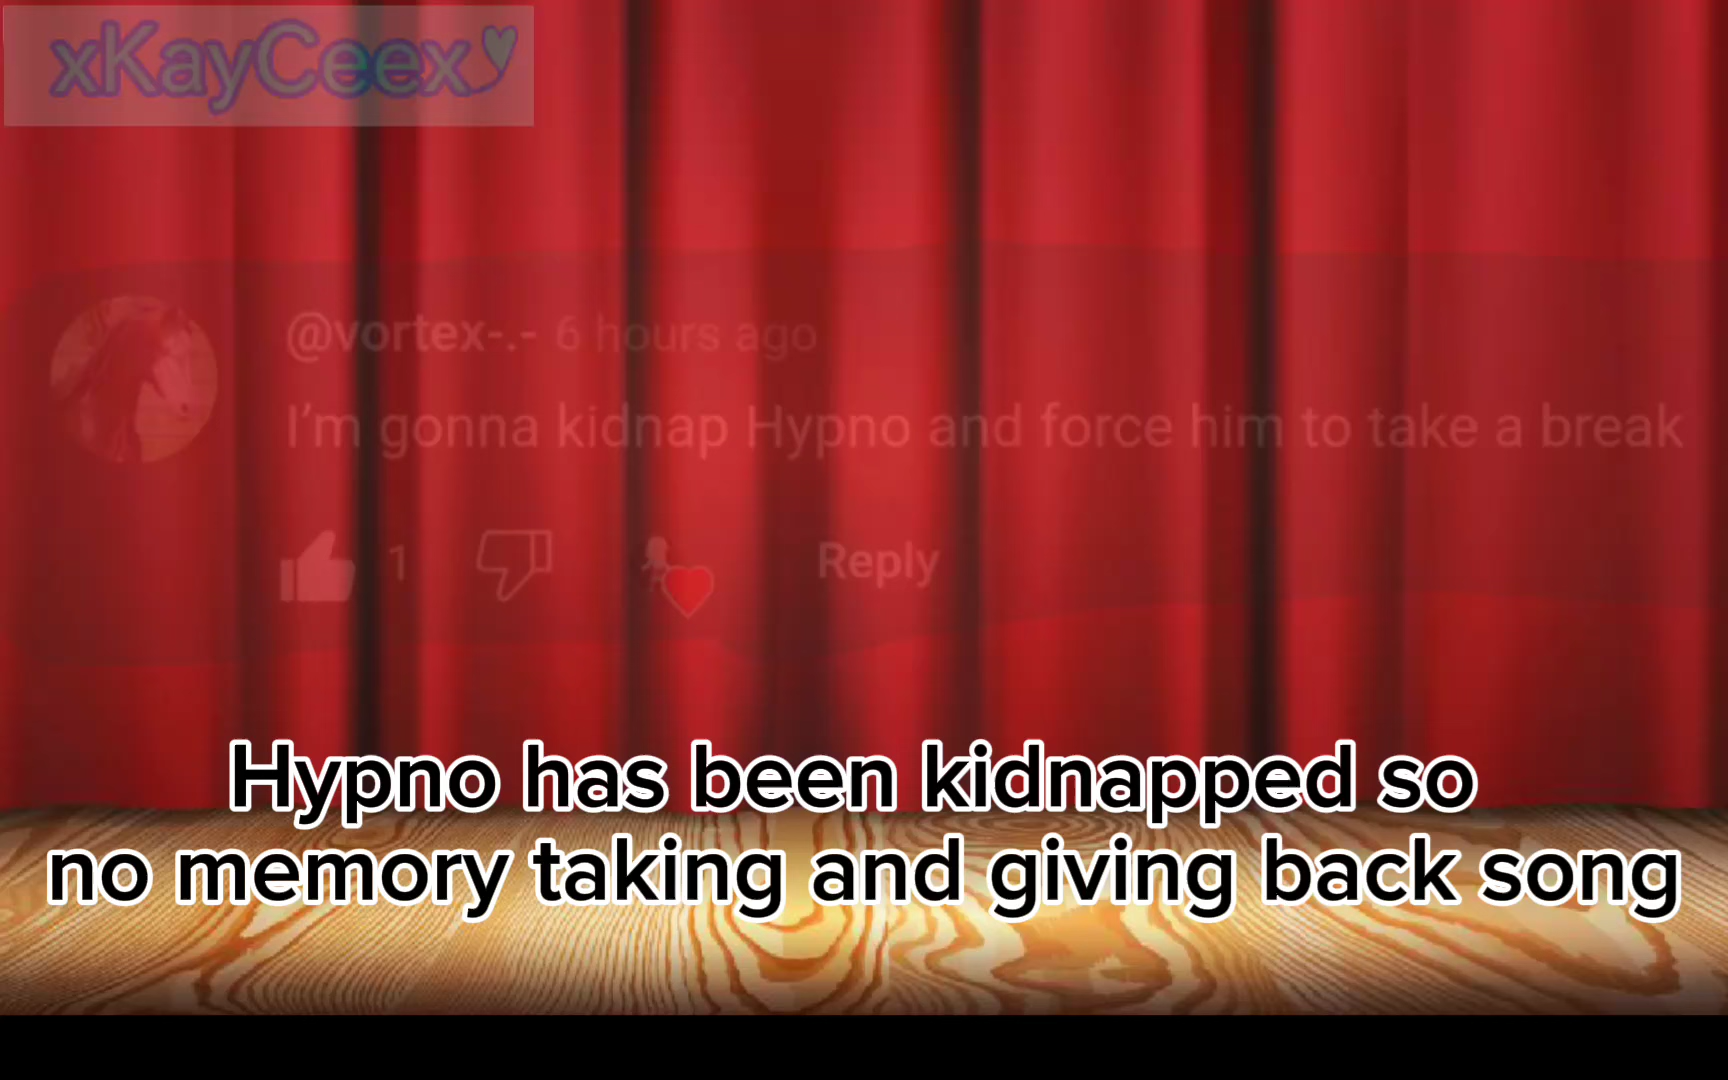 xKayCeex
@vortex-.- 6 hours ago
I'm gonna kidnap Hypno and force him to take a break
1
Reply
Hypno has been kidnapped so
no memory taking and giving back song